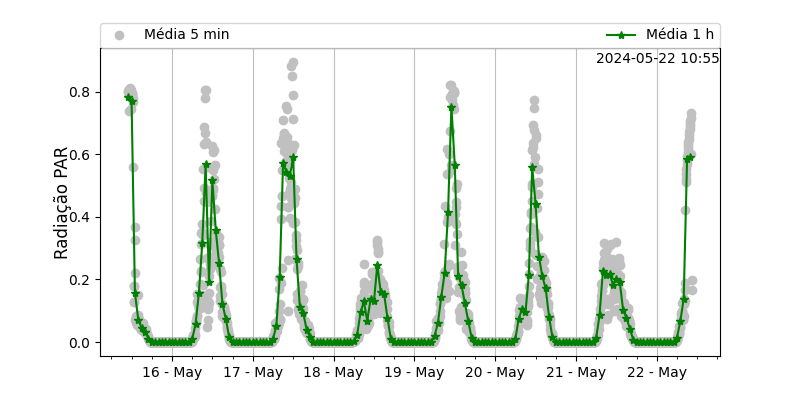 Média 5 min
Média 1 h
2024-05-22 10:55
Radiação PAR
0.8
0.6
0.4
0.2
0.0
16 - May
17 - May
18 - May
19 - May
20 - May
21 - May
22 - May